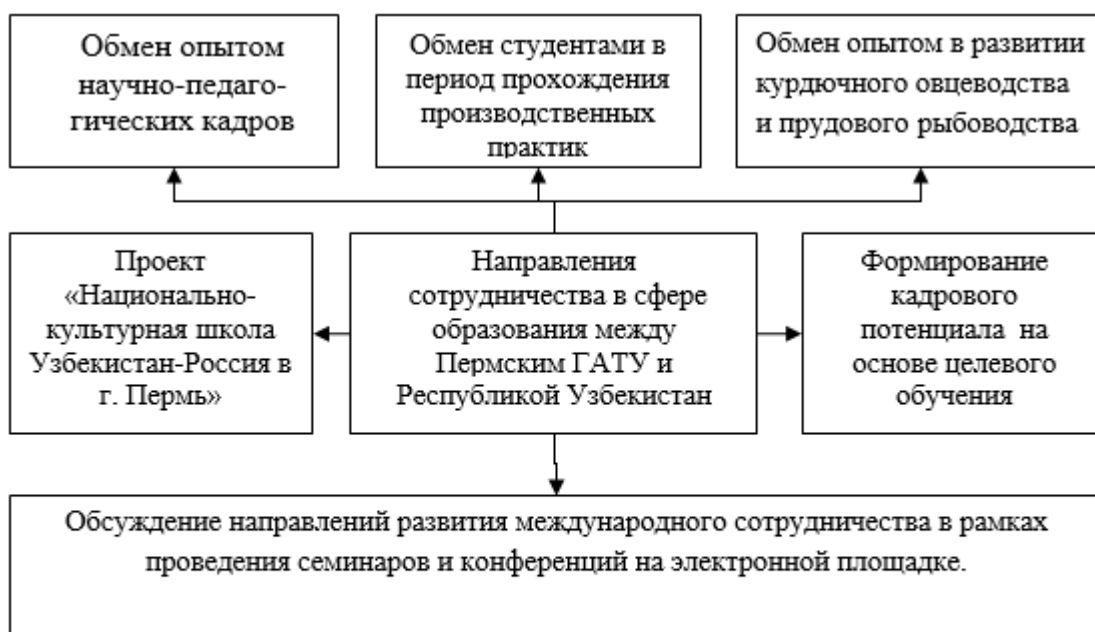 Обмен опытом
научно-педаго-
гических кадров
Обмен студентами в
период прохождения
производственных
практик
Обмен опытом в развитии
курдючного овцеводства
и прудового рыбоводства
Проект
«Национально-
культурная школа
Узбекистан-Россия в
г. Пермь»
Направления
сотрудничества в сфере
образования между
Пермским ГАТУ и
Республикой Узбекистан
Формирование
кадрового
потенциала на
основе целевого
обучения
Обсуждение направлений развития международного сотрудничества в рамках
проведения семинаров и конференций на электронной площадке.